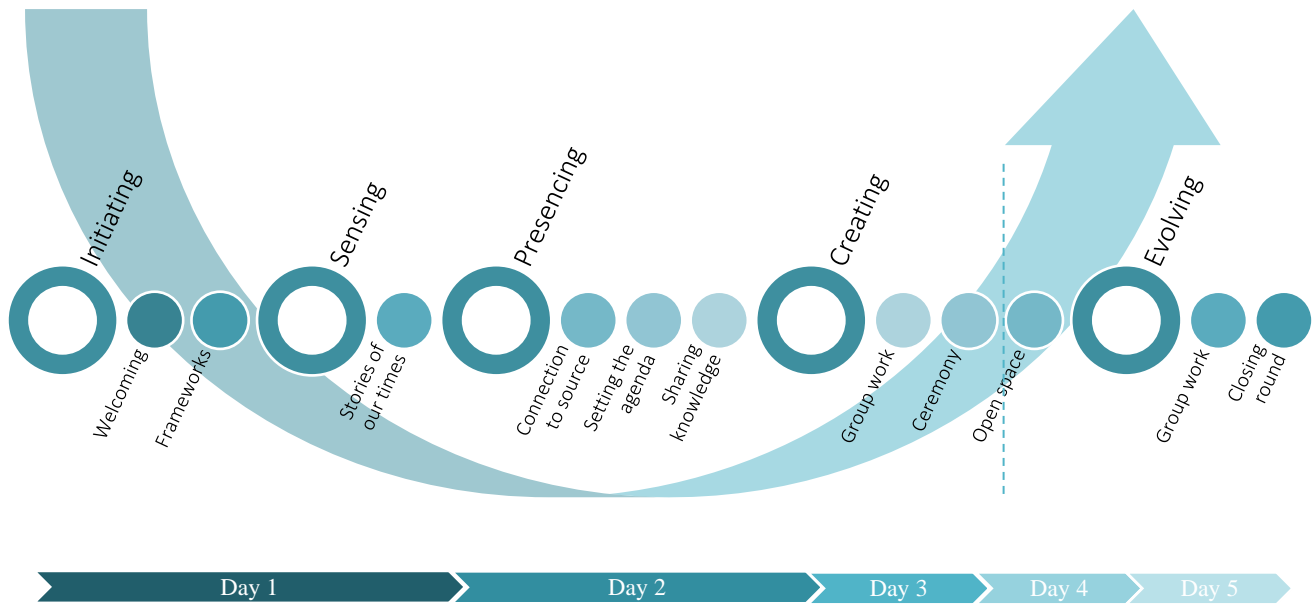 Initiating
Welcoming
Frameworks
Sensing
Stories of
our times
Presencing
Connection
to source
Setting the
agenda
Sharing
knowledge
Creating
Group work
Ceremony
Open space
Evolving
Group work
Closing
round
Day 1
Day 2
Day 3
Day 4
Day 5